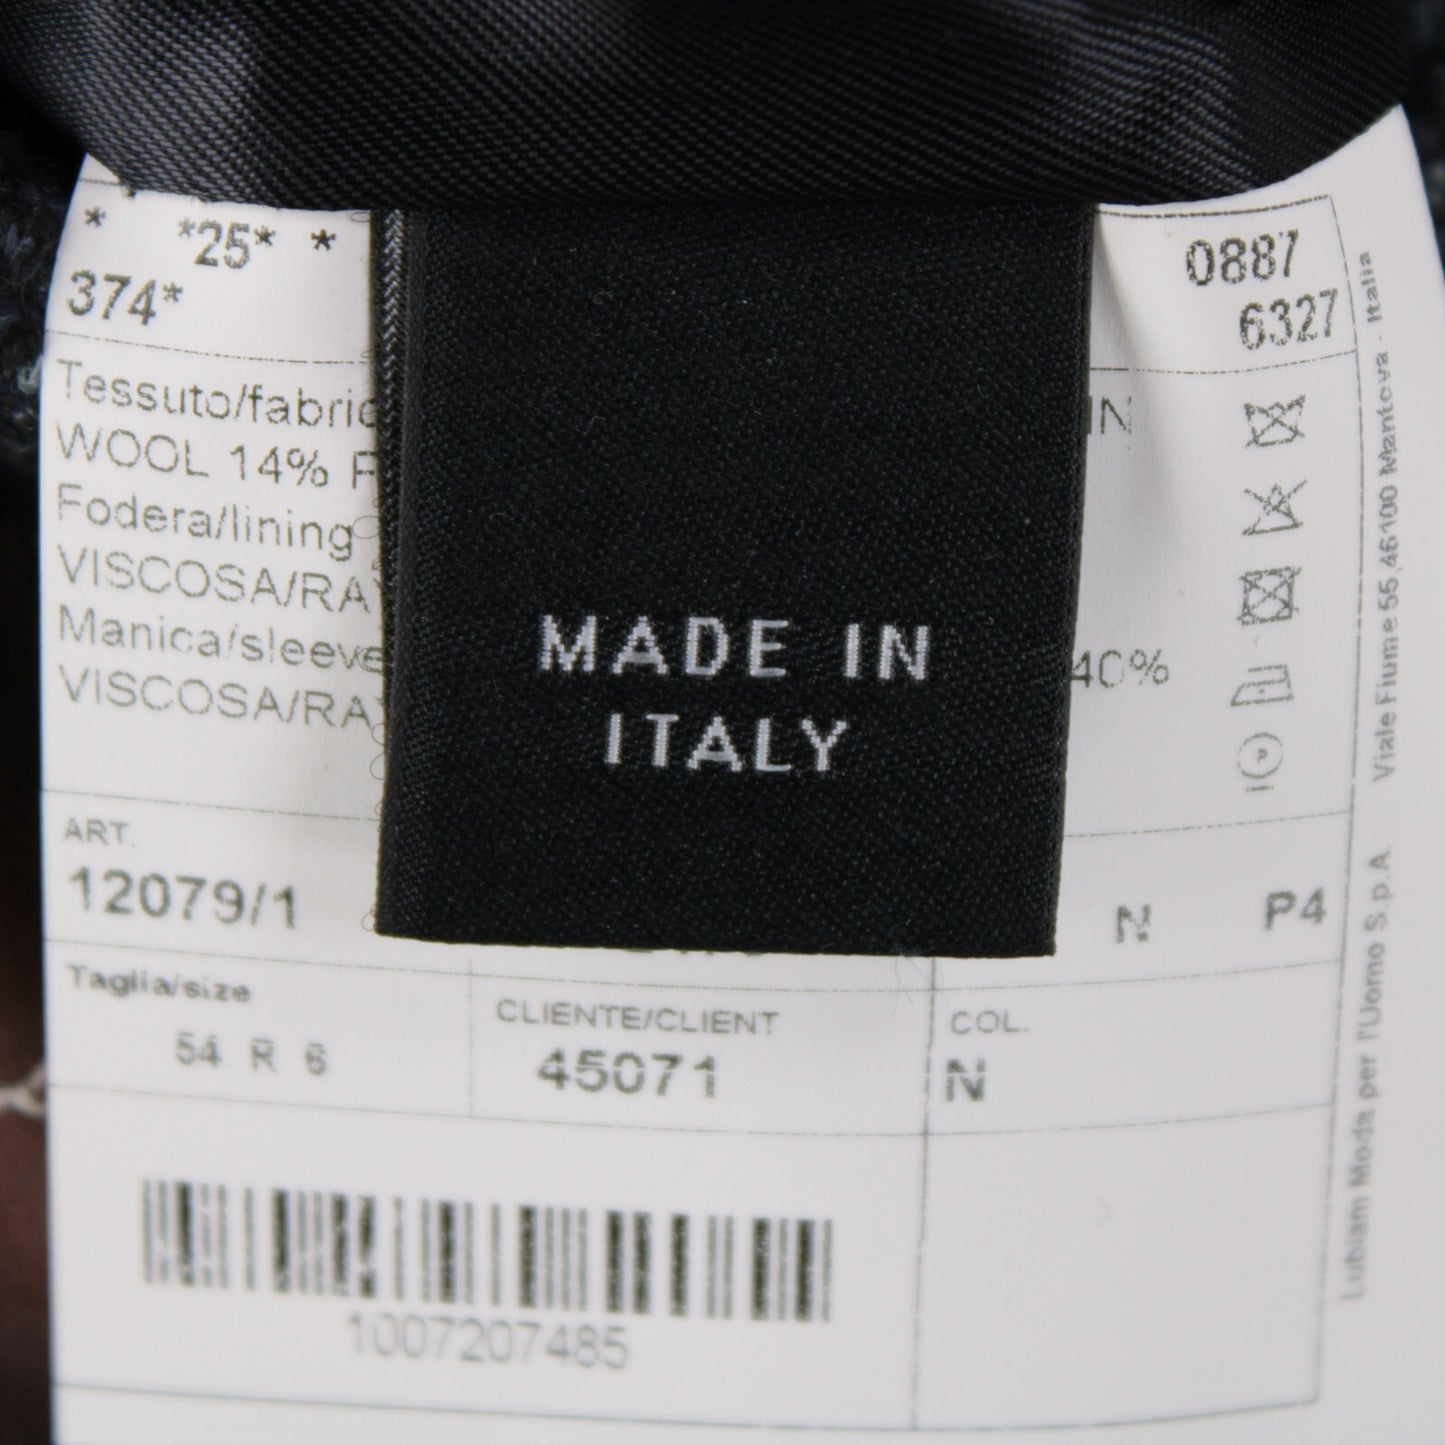 * *25* * 0887
374* 6327
Tessuto/fabric
WOOL 14%
Fodera/lining
VISCOSA/RAY
Manica/sleeve 40%
VISCOSA/RAY
MADE IN
ITALY
ART.
12079/1 N P4
Taglia/size
54 R 6
CLIENTE/CLIENT
45071
COL.
N
1007207485
Lubiam Moda per l'Uomo S.p.A. Viale Fiume 55,46100 Mantova - Italia